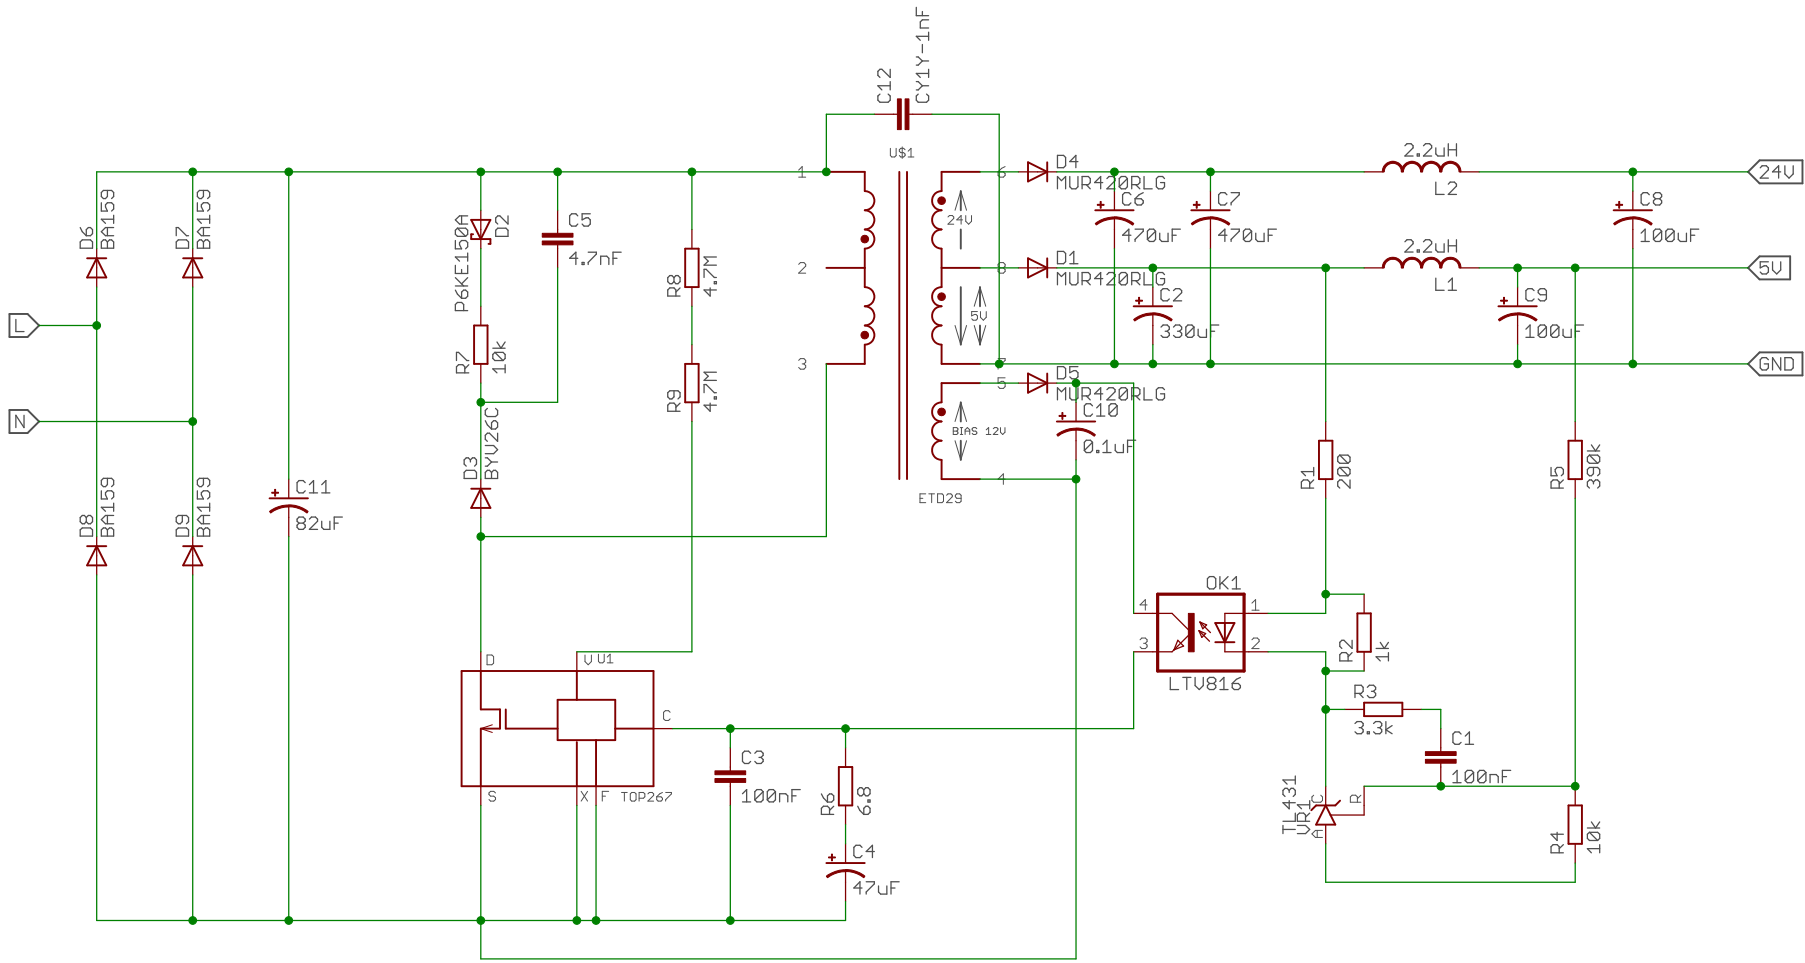 C12
CY1Y-1nF
U$1
1
2
3
6
8
7
5
4
24V
5V
BIAS 12V
ETD29
D4
MUR420RLG
D1
MUR420RLG
D5
MUR420RLG
C6
470uF
C7
470uF
2.2uH
L2
C8
100uF
24V
C2
330uF
2.2uH
L1
C9
100uF
5V
GND
C10
0.1uF
D6
BA159
D7
BA159
L
N
D8
BA159
D9
BA159
C11
82uF
P6KE150A
D2
C5
4.7nF
R7
10k
D3
BYV26C
R8
4.7M
R9
4.7M
D
V
U1
C
S
X
F
TOP267
C3
100nF
R6
6.8
C4
47uF
R1
200
R5
390k
OK1
4
3
1
2
LTV816
R2
1k
R3
3.3k
C1
100nF
TL431
VR1
C
A
R
R4
10k